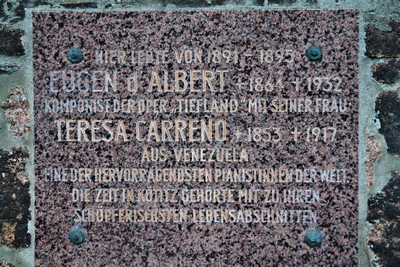 HIER LEBTE VON 1891 - 1895
EUGEN d'ALBERT *1864 +1932
KOMPONIST DER OPER „TIEFLAND" MIT SEINER FRAU
TERESA CARREÑO *1853 +1917
AUS VENEZUELA
EINE DER HERVORRAGENDSTEN PIANISTINNEN DER WELT.
DIE ZEIT IN KÖTITZ GEHÖRTE MIT ZU IHREN
SCHÖPFERISCHSTEN LEBENSABSCHNITTEN